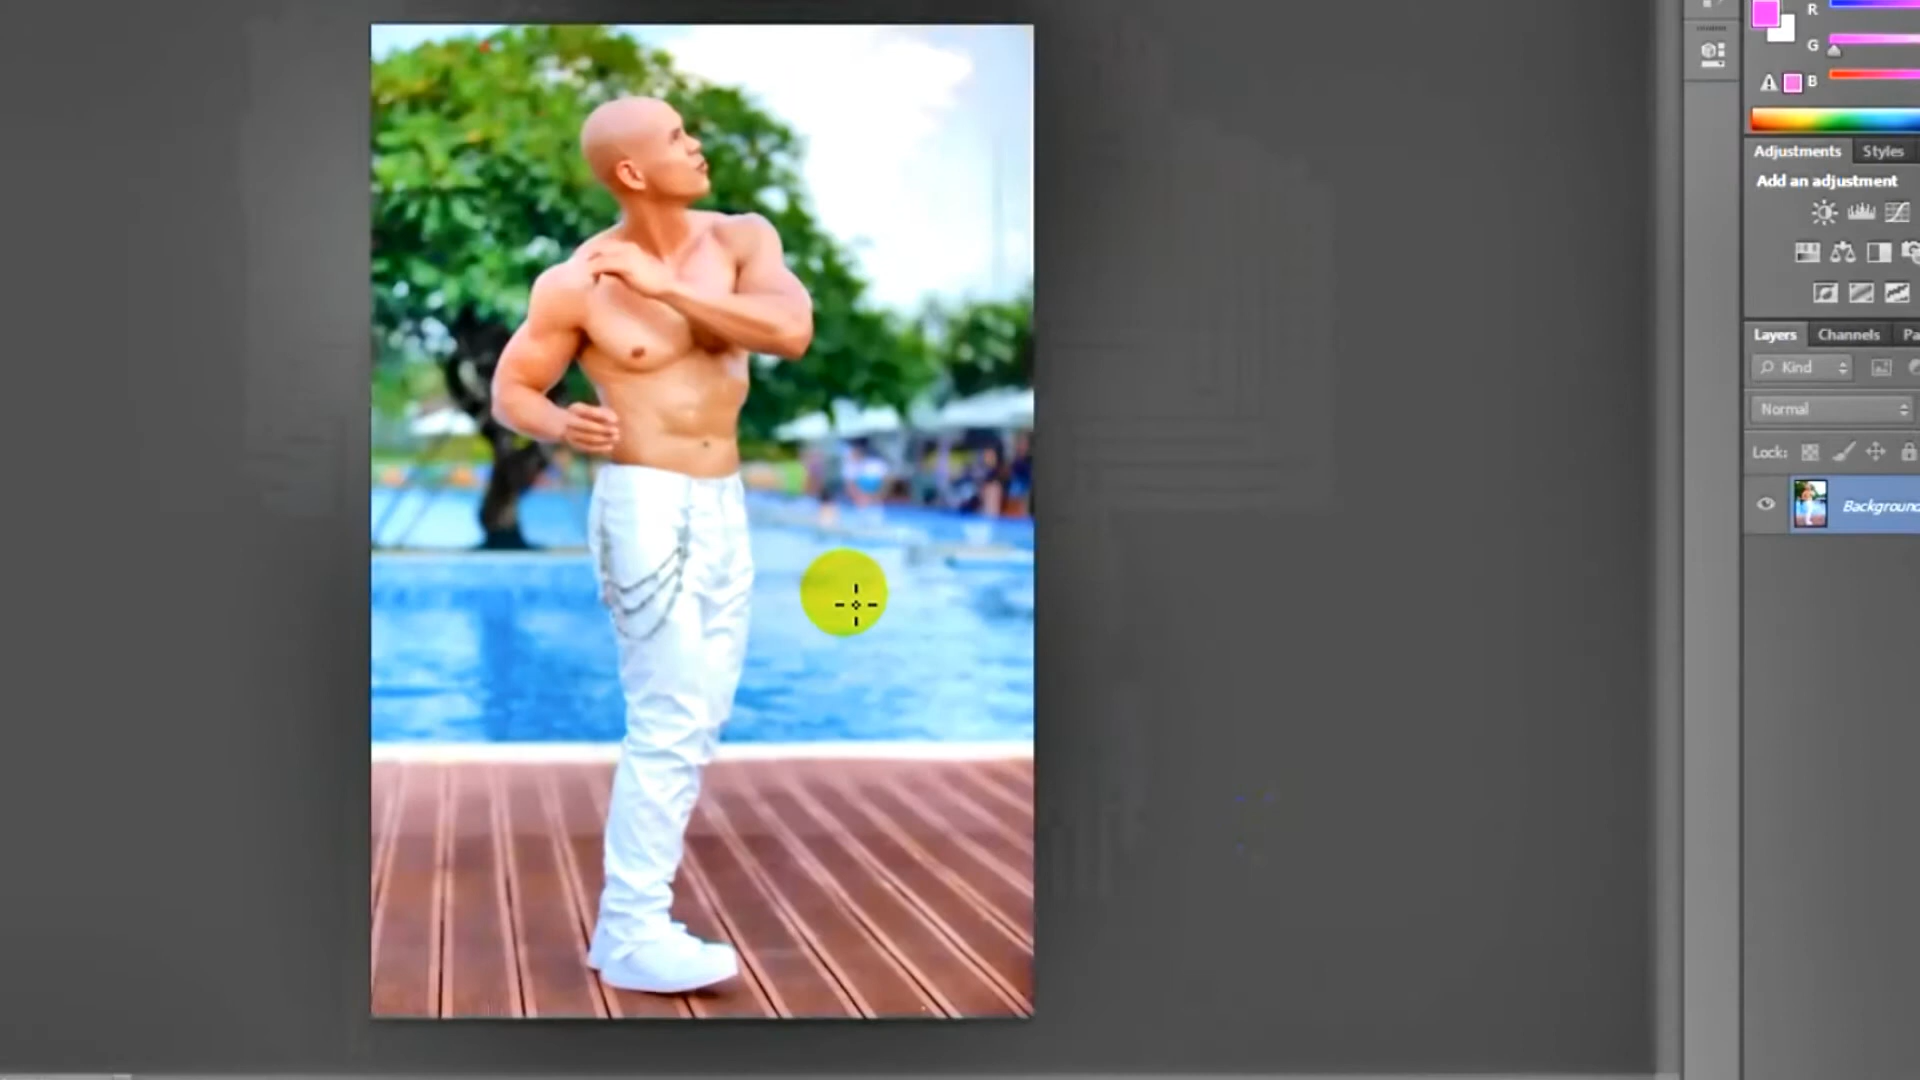 R
G
B
Adjustments Styles
Add an adjustment
Layers Channels
Kind
Normal
Lock:
Background